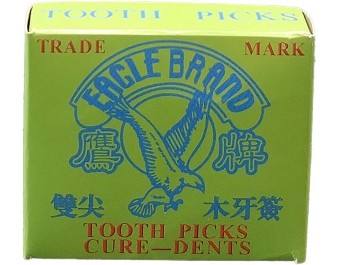 TOOTH PICKS
TRADE MARK
EAGLE BRAND
鷹 牌
雙尖 木牙簽
TOOTH PICKS
CURE—DENTS